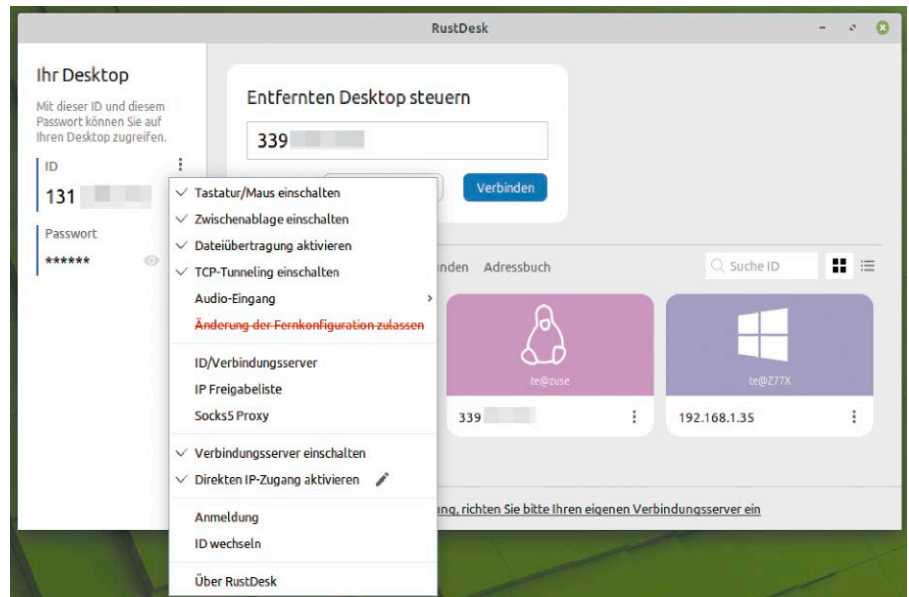 RustDesk
Ihr Desktop
Mit dieser ID und diesem
Passwort können Sie auf
Ihren Desktop zugreifen.
ID
131
Passwort
******
Entfernten Desktop steuern
339
Verbinden
Tastatur/Maus einschalten
Zwischenablage einschalten
Dateiübertragung aktivieren
TCP-Tunneling einschalten
Audio-Eingang
Änderung der Fernkonfiguration zulassen
ID/Verbindungsserver
IP Freigabeliste
Socks5 Proxy
Verbindungsserver einschalten
Direkten IP-Zugang aktivieren
Anmeldung
ID wechseln
Über RustDesk
unden Adressbuch
Suche ID
te@zuse
339
te@Z77X
192.168.1.35
ung, richten Sie bitte Ihren eigenen Verbindungsserver ein